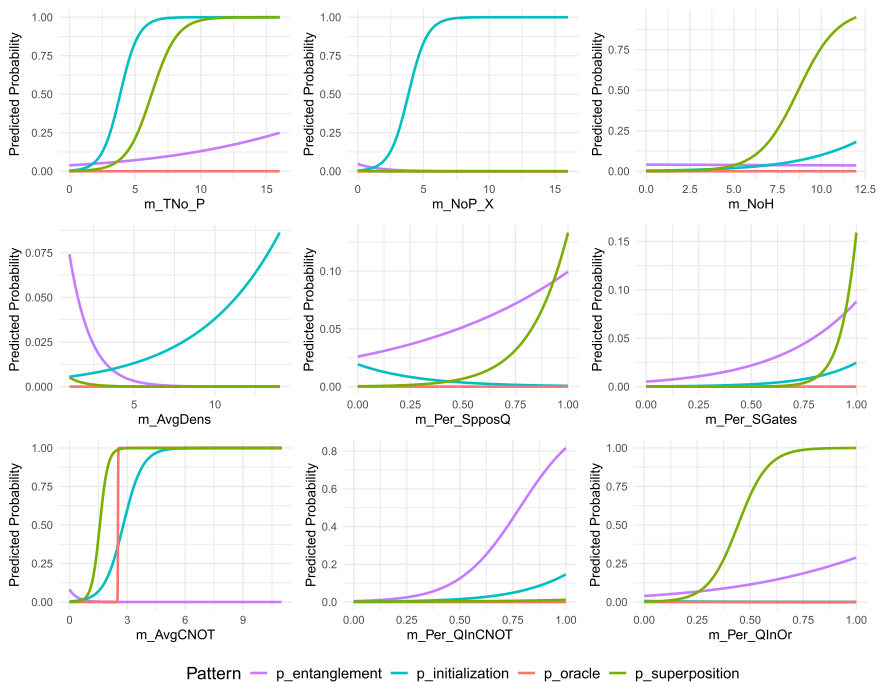 Predicted Probability
1.00
0.75
0.50
0.25
0.00
0 5 10 15
m_TNo_P
Predicted Probability
1.00
0.75
0.50
0.25
0.00
0 5 10 15
m_NoP_X
Predicted Probability
0.75
0.50
0.25
0.00
0.0 2.5 5.0 7.5 10.0 12.5
m_NoH
Predicted Probability
0.075
0.050
0.025
0.000
5 10
m_AvgDens
Predicted Probability
0.10
0.05
0.00
0.00 0.25 0.50 0.75 1.00
m_Per_SpposQ
Predicted Probability
0.15
0.10
0.05
0.00
0.00 0.25 0.50 0.75 1.00
m_Per_SGates
Predicted Probability
1.00
0.75
0.50
0.25
0.00
0 3 6 9
m_AvgCNOT
Predicted Probability
0.8
0.6
0.4
0.2
0.0
0.00 0.25 0.50 0.75 1.00
m_Per_QInCNOT
Predicted Probability
1.00
0.75
0.50
0.25
0.00
0.00 0.25 0.50 0.75 1.00
m_Per_QInOr
Pattern p_entanglement p_initialization p_oracle p_superposition